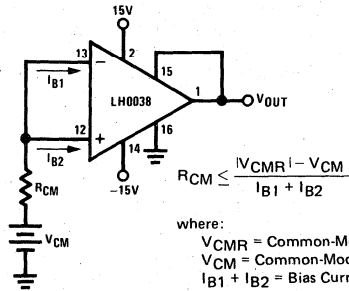 15V
13
−
2
IB1
15
LH0038
1
VOUT
12
+
16
IB2
14
−15V
RCM
RCM ≤ |VCMR| − VCM
IB1 + IB2
VCM
where:
VCMR = Common-M
VCM = Common-Mod
IB1 + IB2 = Bias Curr